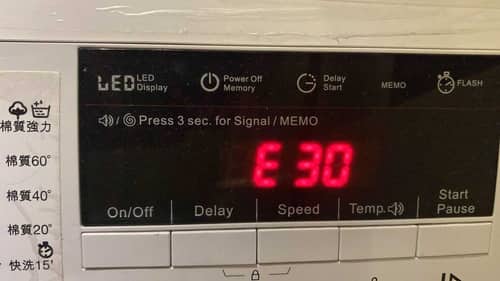 LED LED Display
Power Off Memory
Delay Start
MEMO
FLASH
/ Press 3 sec. for Signal / MEMO
E 30
On/Off
Delay
Speed
Temp.
Start Pause
棉質強力
棉質60°
棉質40°
棉質20°
快洗15'